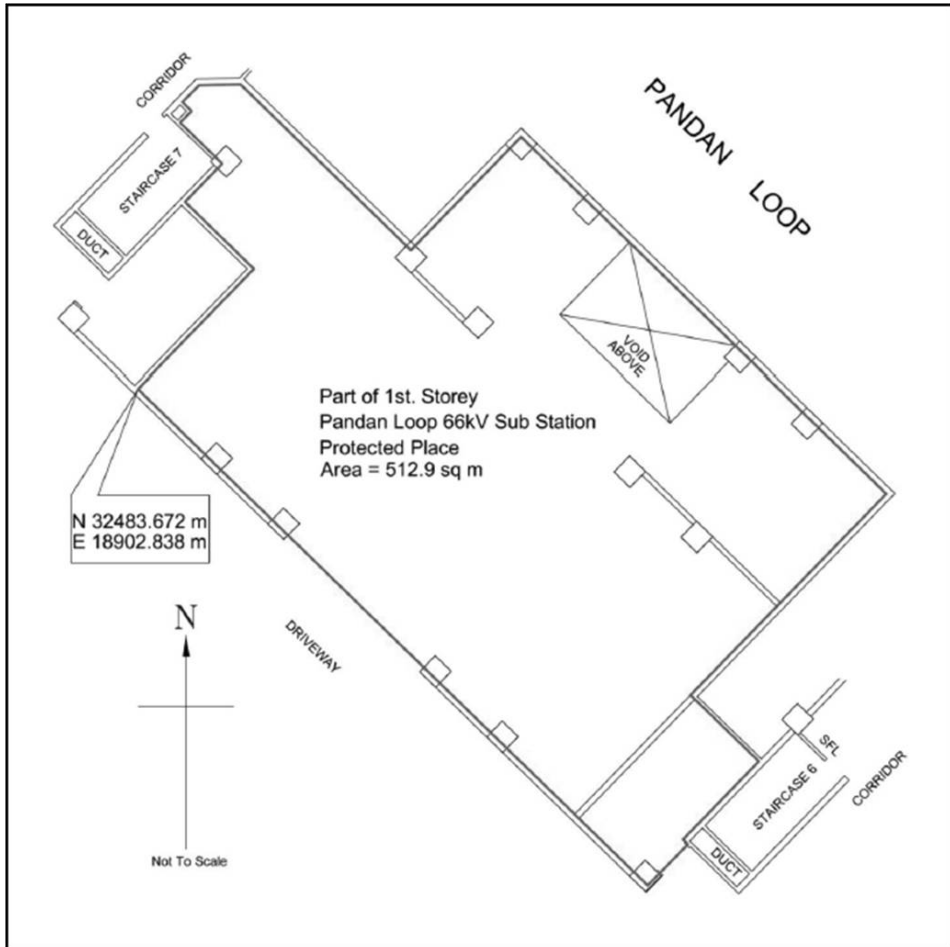 CORRIDOR
PANDAN LOOP
STAIRCASE 7
DUCT
VOID
ABOVE
Part of 1st. Storey
Pandan Loop 66kV Sub Station
Protected Place
Area = 512.9 sq m
N 32483.672 m
E 18902.838 m
N
DRIVEWAY
SFL
STAIRCASE 6
CORRIDOR
DUCT
Not To Scale